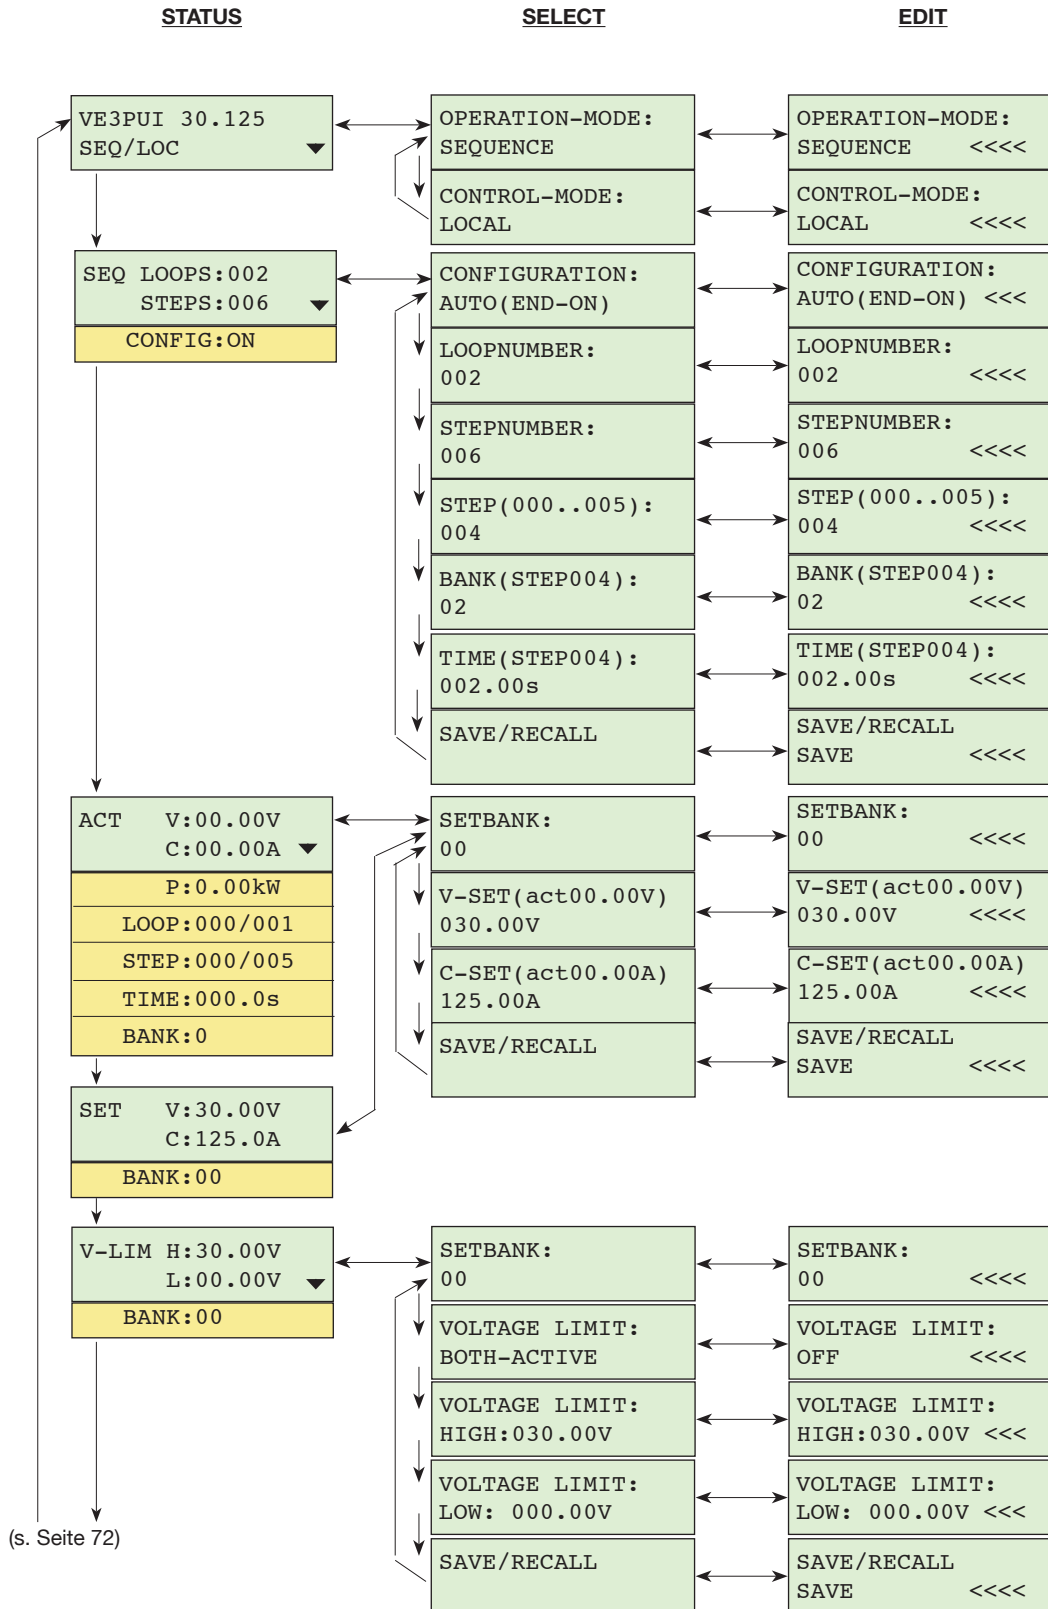 STATUS
SELECT
EDIT
VE3PUI 30.125
SEQ/LOC
OPERATION-MODE:
SEQUENCE
OPERATION-MODE:
SEQUENCE <<<<
CONTROL-MODE:
LOCAL
CONTROL-MODE:
LOCAL <<<<
SEQ LOOPS:002
STEPS:006
CONFIG:ON
CONFIGURATION:
AUTO(END-ON)
CONFIGURATION:
AUTO(END-ON) <<<
LOOPNUMBER:
002
LOOPNUMBER:
002 <<<<
STEPNUMBER:
006
STEPNUMBER:
006 <<<<
STEP(000..005):
004
STEP(000..005):
004 <<<<
BANK(STEP004):
02
BANK(STEP004):
02 <<<<
TIME(STEP004):
002.00s
TIME(STEP004):
002.00s <<<<
SAVE/RECALL
SAVE/RECALL
SAVE <<<<
ACT V:00.00V
C:00.00A
P:0.00kW
LOOP:000/001
STEP:000/005
TIME:000.0s
BANK:0
SETBANK:
00
SETBANK:
00 <<<<
V-SET(act00.00V)
030.00V
V-SET(act00.00V)
030.00V <<<<
C-SET(act00.00A)
125.00A
C-SET(act00.00A)
125.00A <<<<
SAVE/RECALL
SAVE/RECALL
SAVE <<<<
SET V:30.00V
C:125.0A
BANK:00
V-LIM H:30.00V
L:00.00V
BANK:00
SETBANK:
00
SETBANK:
00 <<<<
VOLTAGE LIMIT:
BOTH-ACTIVE
VOLTAGE LIMIT:
OFF <<<<
VOLTAGE LIMIT:
HIGH:030.00V
VOLTAGE LIMIT:
HIGH:030.00V <<<
VOLTAGE LIMIT:
LOW: 000.00V
VOLTAGE LIMIT:
LOW: 000.00V <<<
SAVE/RECALL
SAVE/RECALL
SAVE <<<<
(s. Seite 72)